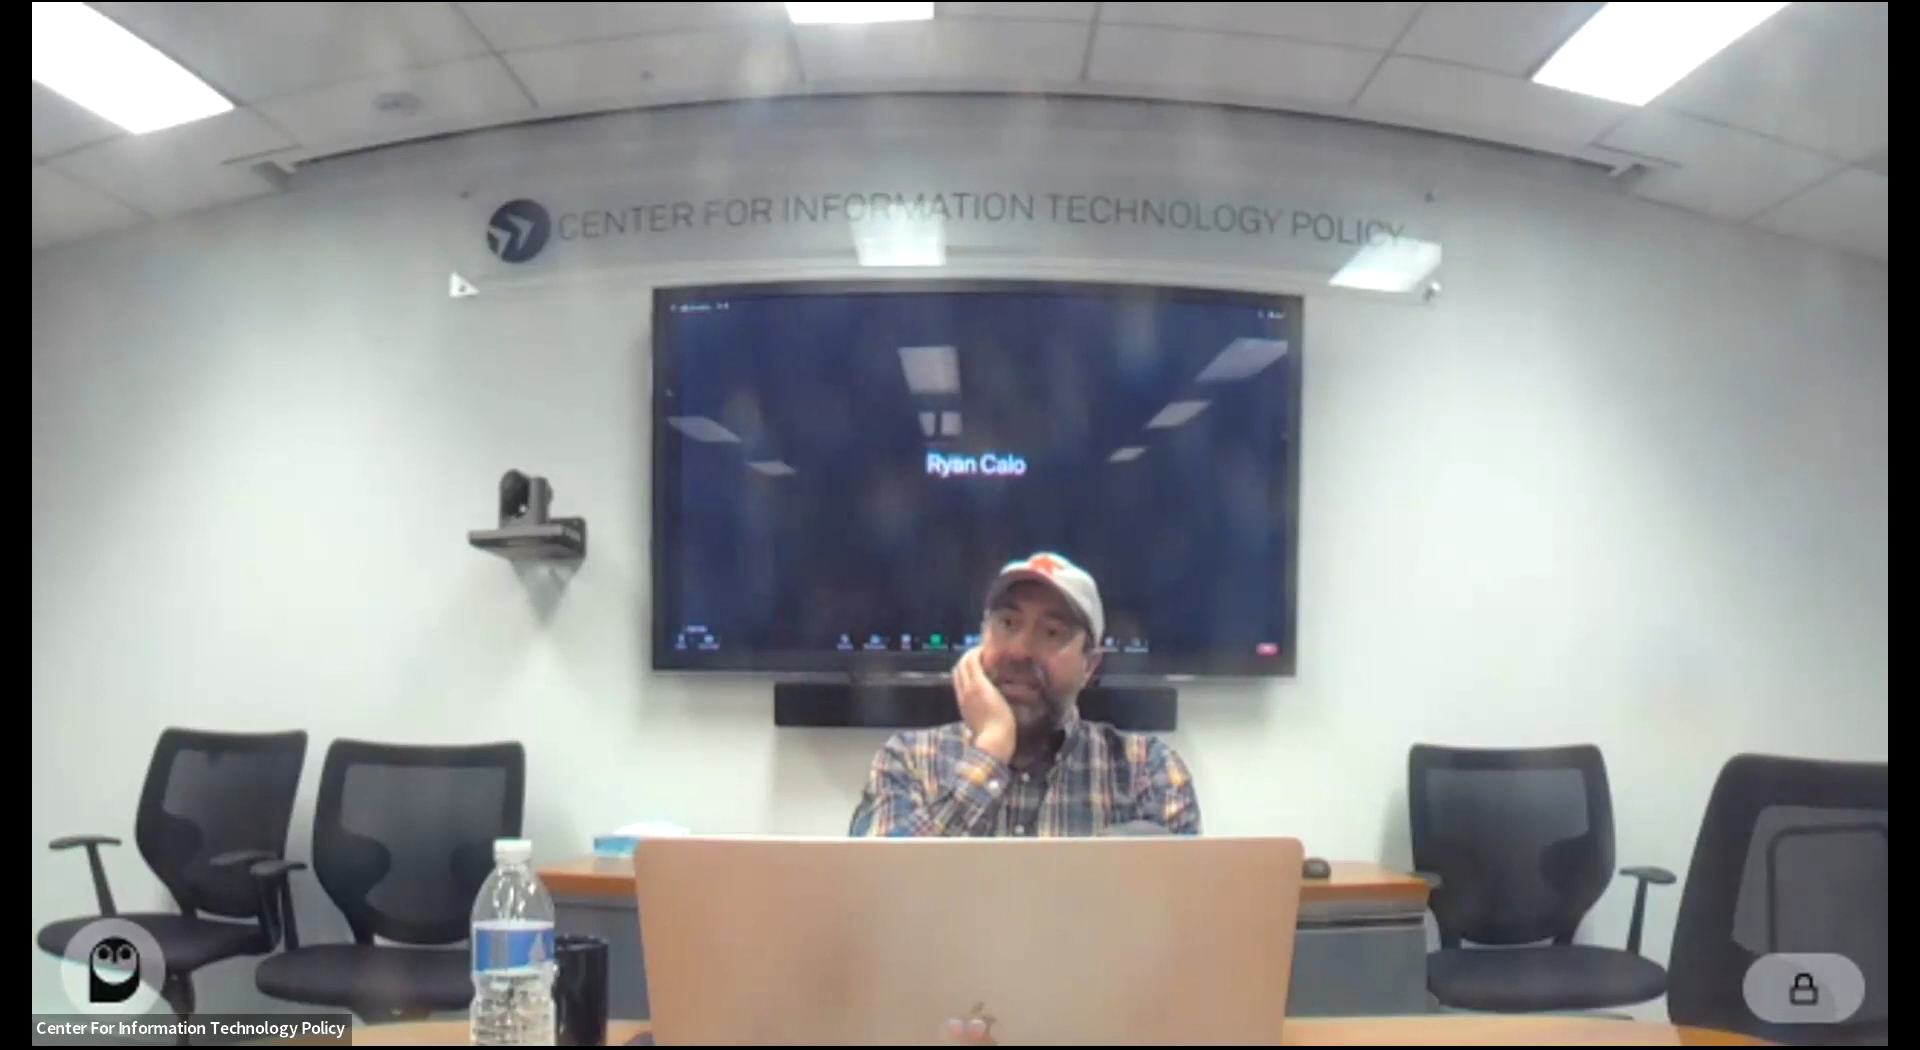 CENTER FOR INFORMATION TECHNOLOGY POLICY
Ryan Calo
Center For Information Technology Policy